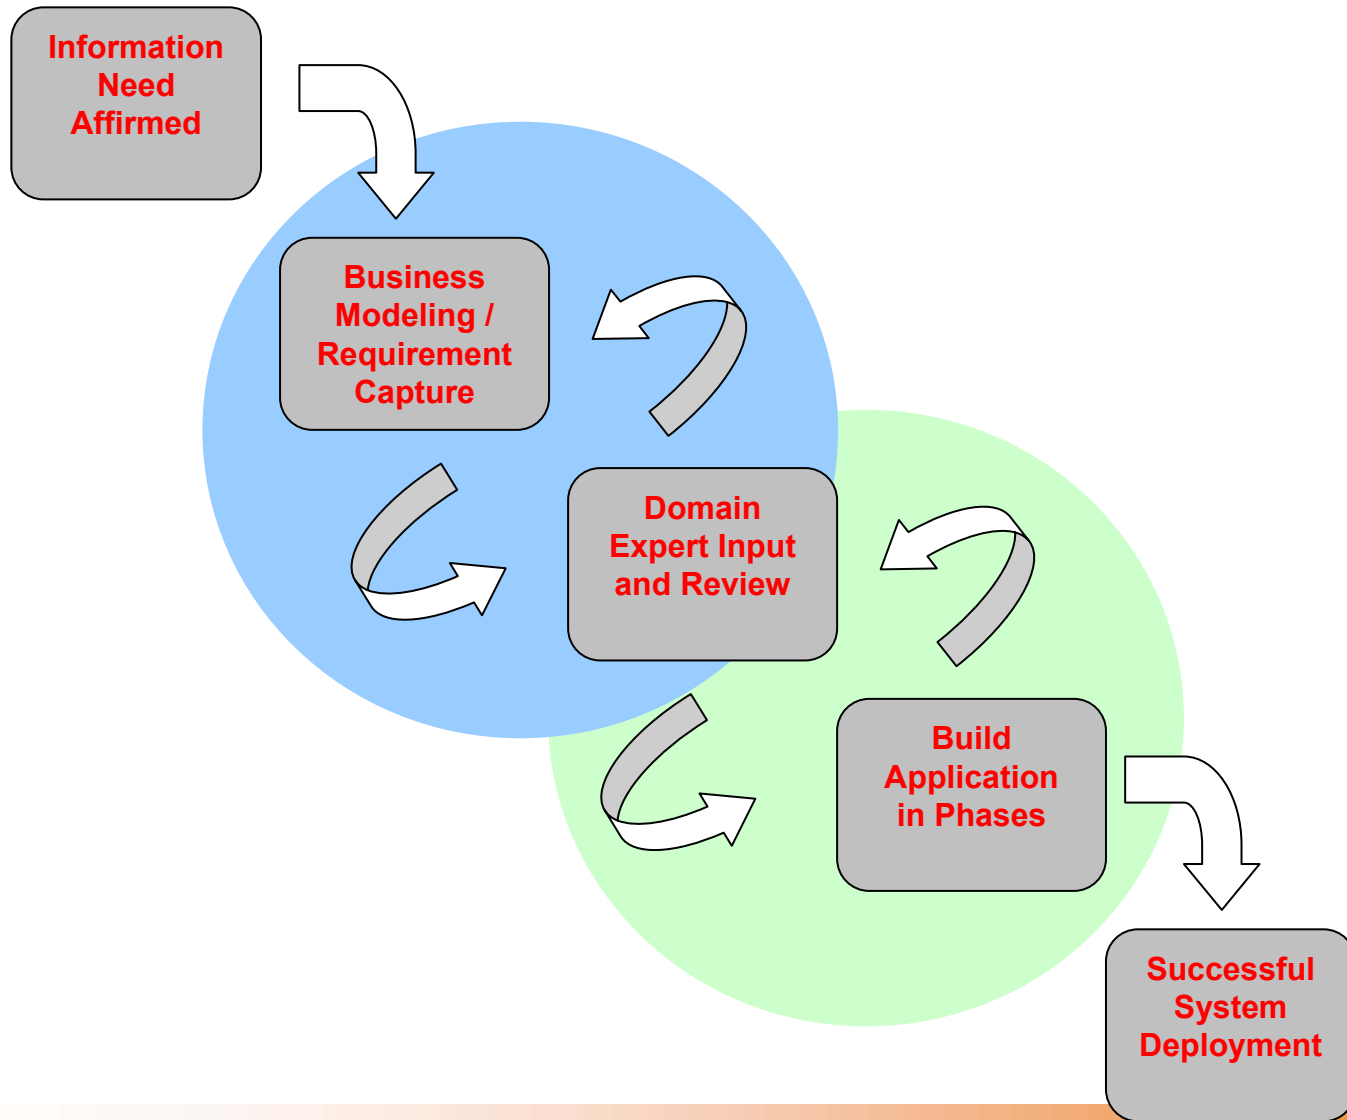 Information
Need
Affirmed
Business
Modeling /
Requirement
Capture
Domain
Expert Input
and Review
Build
Application
in Phases
Successful
System
Deployment